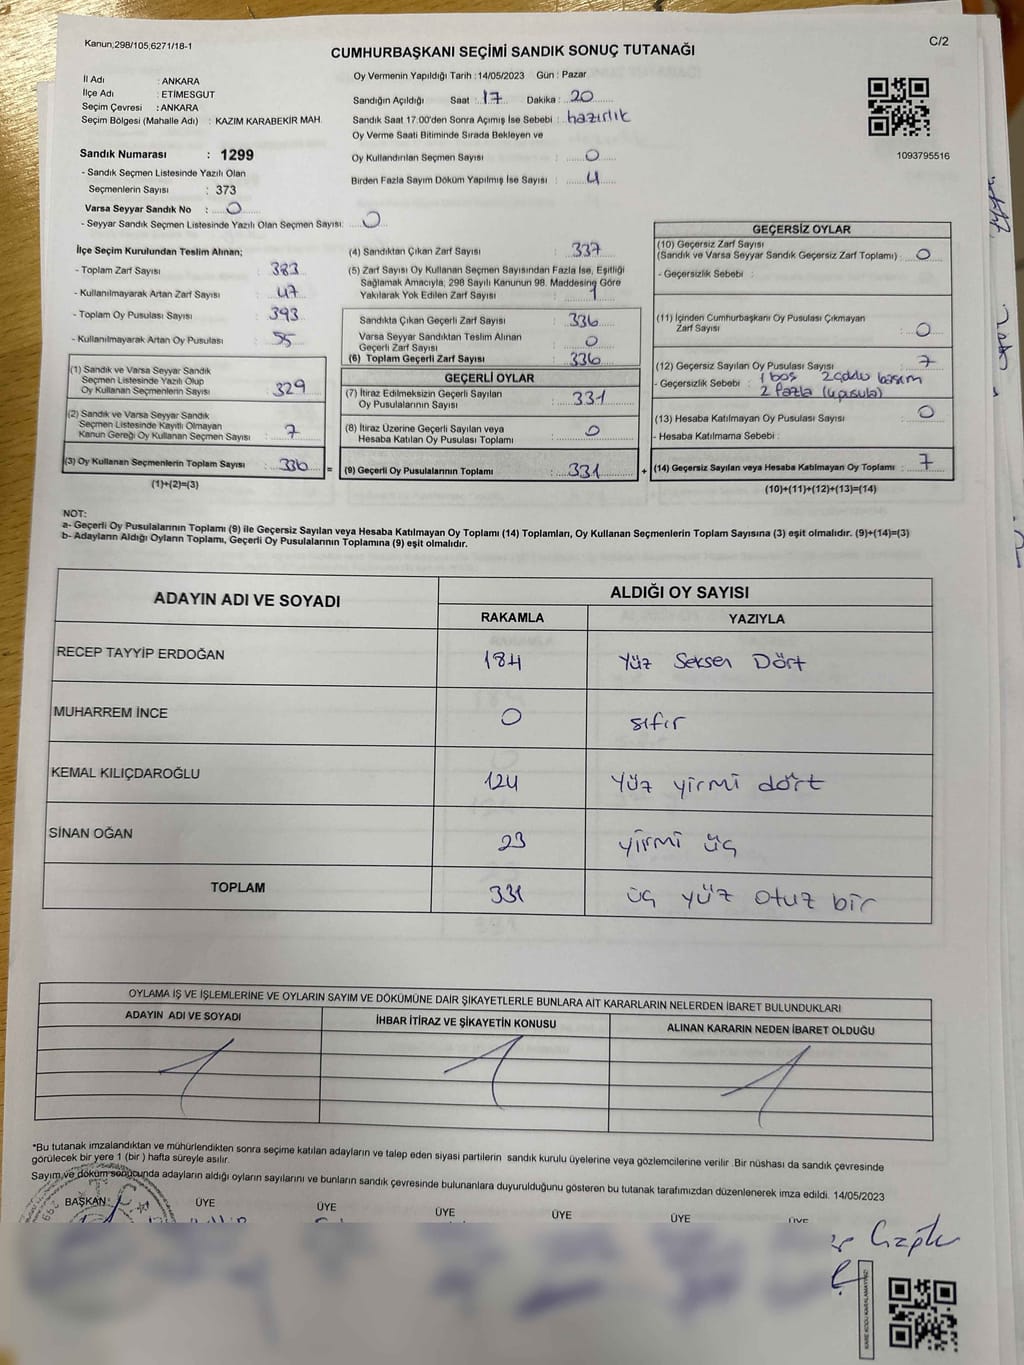 Kanun;298/105,6271/18-1
C/2
CUMHURBAŞKANI SEÇİMİ SANDIK SONUÇ TUTANAĞI
İl Adı : ANKARA
İlçe Adı : ETİMESGUT
Seçim Çevresi : ANKARA
Seçim Bölgesi (Mahalle Adı) : KAZIM KARABEKİR MAH.
Sandık Numarası : 1299
- Sandık Seçmen Listesinde Yazılı Olan
Seçmenlerin Sayısı : 373
Varsa Seyyar Sandık No : 0
- Seyyar Sandık Seçmen Listesinde Yazılı Olan Seçmen Sayısı: 0
Oy Vermenin Yapıldığı Tarih : 14/05/2023 Gün : Pazar
Sandığın Açıldığı Saat : 17 Dakika : 20
Sandık Saat 17.00'den Sonra Açımış İse Sebebi : hazırlık
Oy Verme Saati Bitiminde Sırada Bekleyen ve
Oy Kullandırılan Seçmen Sayısı : 0
Birden Fazla Sayım Döküm Yapılmış İse Sayısı : 4
1093795516
İlçe Seçim Kurulundan Teslim Alınan;
- Toplam Zarf Sayısı : 383
- Kullanılmayarak Artan Zarf Sayısı : 47
- Toplam Oy Pusulası Sayısı : 393
- Kullanılmayarak Artan Oy Pusulası : 55
(1) Sandık ve Varsa Seyyar Sandık
Seçmen Listesinde Yazılı Olup
Oy Kullanan Seçmenlerin Sayısı : 329
(2) Sandık ve Varsa Seyyar Sandık
Seçmen Listesinde Kayıtlı Olmayan
Kanun Gereği Oy Kullanan Seçmen Sayısı : 7
(3) Oy Kullanan Seçmenlerin Toplam Sayısı : 336 =
(1)+(2)=(3)
(4) Sandıktan Çıkan Zarf Sayısı : 337
(5) Zarf Sayısı Oy Kullanan Seçmen Sayısından Fazla İse, Eşitliği
Sağlamak Amacıyla, 298 Sayılı Kanunun 98. Maddesine Göre
Yakılarak Yok Edilen Zarf Sayısı : 1
Sandıkta Çıkan Geçerli Zarf Sayısı : 336
Varsa Seyyar Sandıktan Teslim Alınan
Geçerli Zarf Sayısı : 0
(6) Toplam Geçerli Zarf Sayısı : 336
GEÇERLİ OYLAR
(7) İtiraz Edilmeksizin Geçerli Sayılan
Oy Pusulalarının Sayısı : 331
(8) İtiraz Üzerine Geçerli Sayılan veya
Hesaba Katılan Oy Pusulası Toplamı : 0
(9) Geçerli Oy Pusulalarının Toplamı : 331 +
GEÇERSİZ OYLAR
(10) Geçersiz Zarf Sayısı
(Sandık ve Varsa Seyyar Sandık Geçersiz Zarf Toplamı) : 0
- Geçersizlik Sebebi :
(11) İçinden Cumhurbaşkanı Oy Pusulası Çıkmayan
Zarf Sayısı : 0
(12) Geçersiz Sayılan Oy Pusulası Sayısı : 7
- Geçersizlik Sebebi : 1 boş 2 basım
2 Fazla (4 pusula)
(13) Hesaba Katılmayan Oy Pusulası Sayısı : 0
- Hesaba Katılmama Sebebi :
(14) Geçersiz Sayılan veya Hesaba Katılmayan Oy Toplamı : 7
(10)+(11)+(12)+(13)=(14)
NOT:
a- Geçerli Oy Pusulalarının Toplamı (9) ile Geçersiz Sayılan veya Hesaba Katılmayan Oy Toplamı (14) Toplamları, Oy Kullanan Seçmenlerin Toplam Sayısına (3) eşit olmalıdır. (9)+(14)=(3)
b- Adayların Aldığı Oyların Toplamı, Geçerli Oy Pusulalarının Toplamına (9) eşit olmalıdır.
ADAYIN ADI VE SOYADI
ALDIĞI OY SAYISI
RAKAMLA YAZIYLA
RECEP TAYYİP ERDOĞAN 184 Yüz Seksen Dört
MUHARREM İNCE 0 sıfır
KEMAL KILIÇDAROĞLU 124 Yüz yirmi dört
SİNAN OĞAN 23 yirmi üç
TOPLAM 331 üç yüz otuz bir
OYLAMA İŞ VE İŞLEMLERİNE VE OYLARIN SAYIM VE DÖKÜMÜNE DAİR ŞİKAYETLERLE BUNLARA AİT KARARLARIN NELERDEN İBARET BULUNDUKLARI
ADAYIN ADI VE SOYADI İHBAR İTİRAZ VE ŞİKAYETİN KONUSU ALINAN KARARIN NEDEN İBARET OLDUĞU
*Bu tutanak imzalandıktan ve mühürlendikten sonra seçime katılan adayların ve talep eden siyasi partilerin sandık kurulu üyelerine veya gözlemcilerine verilir .Bir nüshası da sandık çevresinde
görülecek bir yere 1 (bir ) hafta süreyle asılır.
Sayım ve döküm sonucunda adayların aldığı oyların sayılarını ve bunların sandık çevresinde bulunanlara duyurulduğunu gösteren bu tutanak tarafımızdan düzenlenerek imza edildi. 14/05/2023
BAŞKAN ÜYE ÜYE ÜYE ÜYE ÜYE ÜYE
KARE KODU KARALAMAYINIZ!